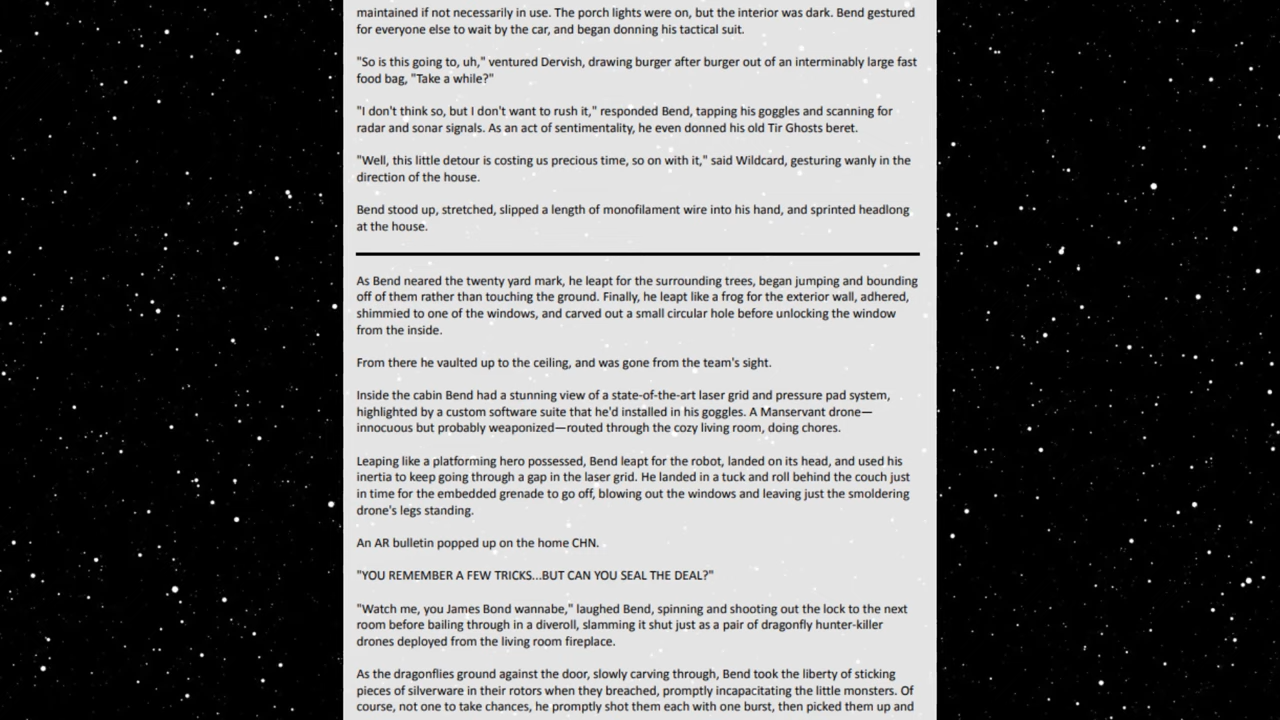 maintained if not necessarily in use. The porch lights were on, but the interior was dark. Bend gestured
for everyone else to wait by the car, and began donning his tactical suit.
"So is this going to, uh," ventured Dervish, drawing burger after burger out of an interminably large fast
food bag, "Take a while?"
"I don't think so, but I don't want to rush it," responded Bend, tapping his goggles and scanning for
radar and sonar signals. As an act of sentimentality, he even donned his old Tir Ghosts beret.
"Well, this little detour is costing us precious time, so on with it," said Wildcard, gesturing wanly in the
direction of the house.
Bend stood up, stretched, slipped a length of monofilament wire into his hand, and sprinted headlong
at the house.
As Bend neared the twenty yard mark, he leapt for the surrounding trees, began jumping and bounding
off of them rather than touching the ground. Finally, he leapt like a frog for the exterior wall, adhered,
shimmied to one of the windows, and carved out a small circular hole before unlocking the window
from the inside.
From there he vaulted up to the ceiling, and was gone from the team's sight.
Inside the cabin Bend had a stunning view of a state-of-the-art laser grid and pressure pad system,
highlighted by a custom software suite that he'd installed in his goggles. A Manservant drone—
innocuous but probably weaponized—routed through the cozy living room, doing chores.
Leaping like a platforming hero possessed, Bend leapt for the robot, landed on its head, and used his
inertia to keep going through a gap in the laser grid. He landed in a tuck and roll behind the couch just
in time for the embedded grenade to go off, blowing out the windows and leaving just the smoldering
drone's legs standing.
An AR bulletin popped up on the home CHN.
"YOU REMEMBER A FEW TRICKS...BUT CAN YOU SEAL THE DEAL?"
"Watch me, you James Bond wannabe," laughed Bend, spinning and shooting out the lock to the next
room before bailing through in a diveroll, slamming it shut just as a pair of dragonfly hunter-killer
drones deployed from the living room fireplace.
As the dragonflies ground against the door, slowly carving through, Bend took the liberty of sticking
pieces of silverware in their rotors when they breached, promptly incapacitating the little monsters. Of
course, not one to take chances, he promptly shot them each with one burst, then picked them up and